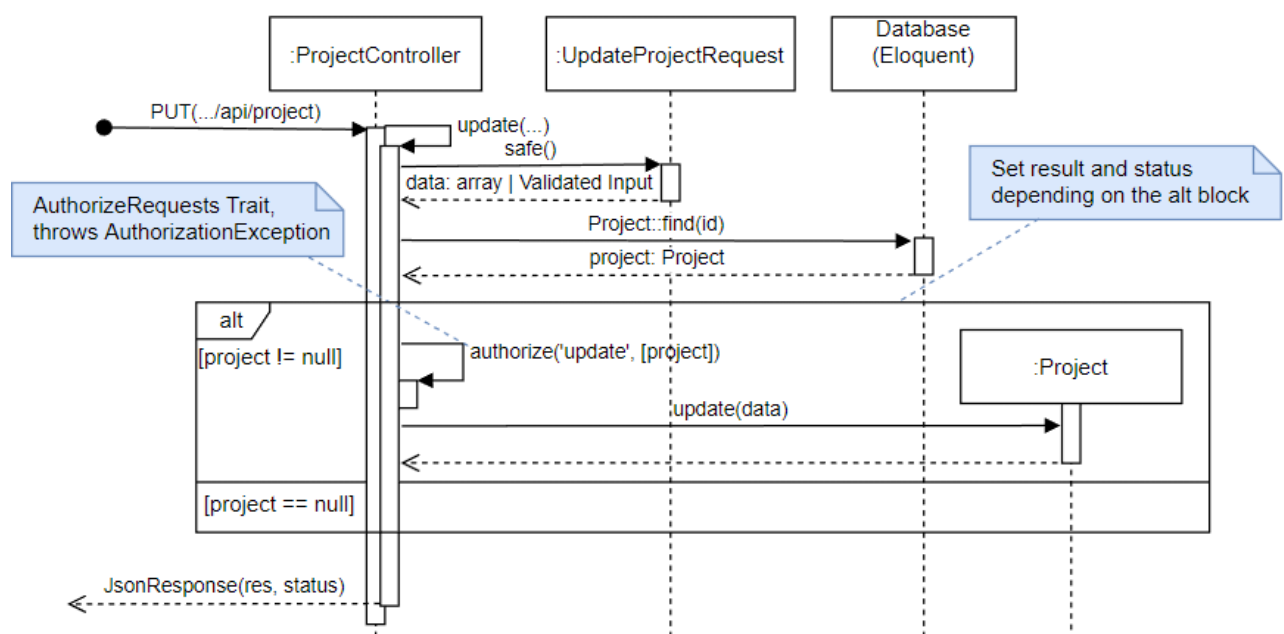 :ProjectController
:UpdateProjectRequest
Database
(Eloquent)
PUT(.../api/project)
update(...)
safe()
data: array | Validated Input
AuthorizeRequests Trait,
throws AuthorizationException
Set result and status
depending on the alt block
Project::find(id)
project: Project
alt
[project != null]
authorize('update', [project])
:Project
update(data)
[project == null]
JsonResponse(res, status)